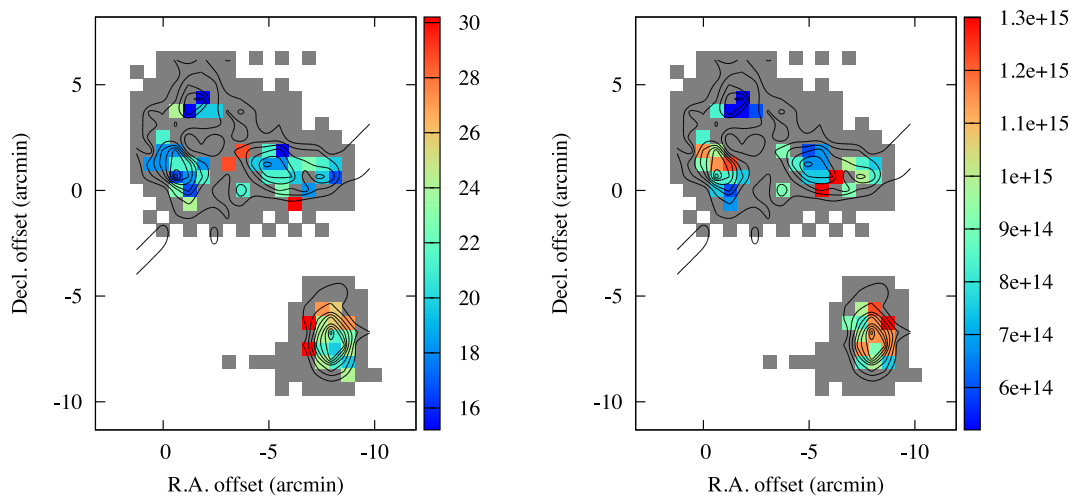 5
0
-5
-10
Decl. offset (arcmin)
0
-5
-10
R.A. offset (arcmin)
30
28
26
24
22
20
18
16
5
0
-5
-10
Decl. offset (arcmin)
0
-5
-10
R.A. offset (arcmin)
1.3e+15
1.2e+15
1.1e+15
1e+15
9e+14
8e+14
7e+14
6e+14